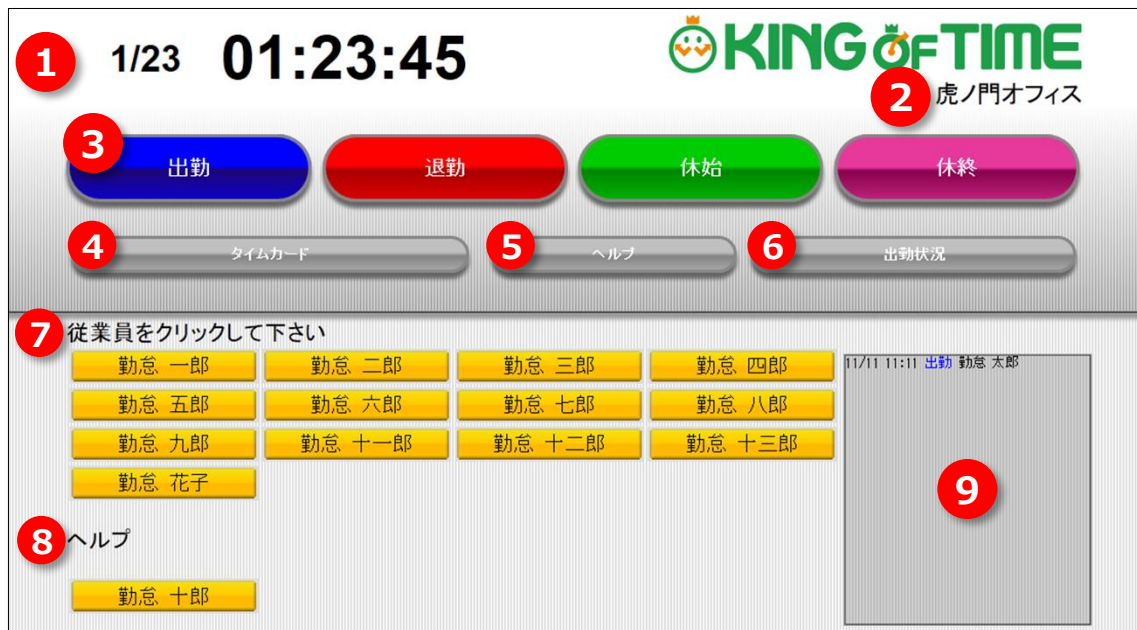 1 1/23 01:23:45 KING OF TIME
2 虎ノ門オフィス
3 出勤 退勤 休始 休終
4 タイムカード 5 ヘルプ 6 出勤状況
7 従業員をクリックして下さい
勤怠 一郎 勤怠 二郎 勤怠 三郎 勤怠 四郎
勤怠 五郎 勤怠 六郎 勤怠 七郎 勤怠 八郎
勤怠 九郎 勤怠 十一郎 勤怠 十二郎 勤怠 十三郎
勤怠 花子
8 ヘルプ
勤怠 十郎
11/11 11:11 出勤 勤怠 太郎
9